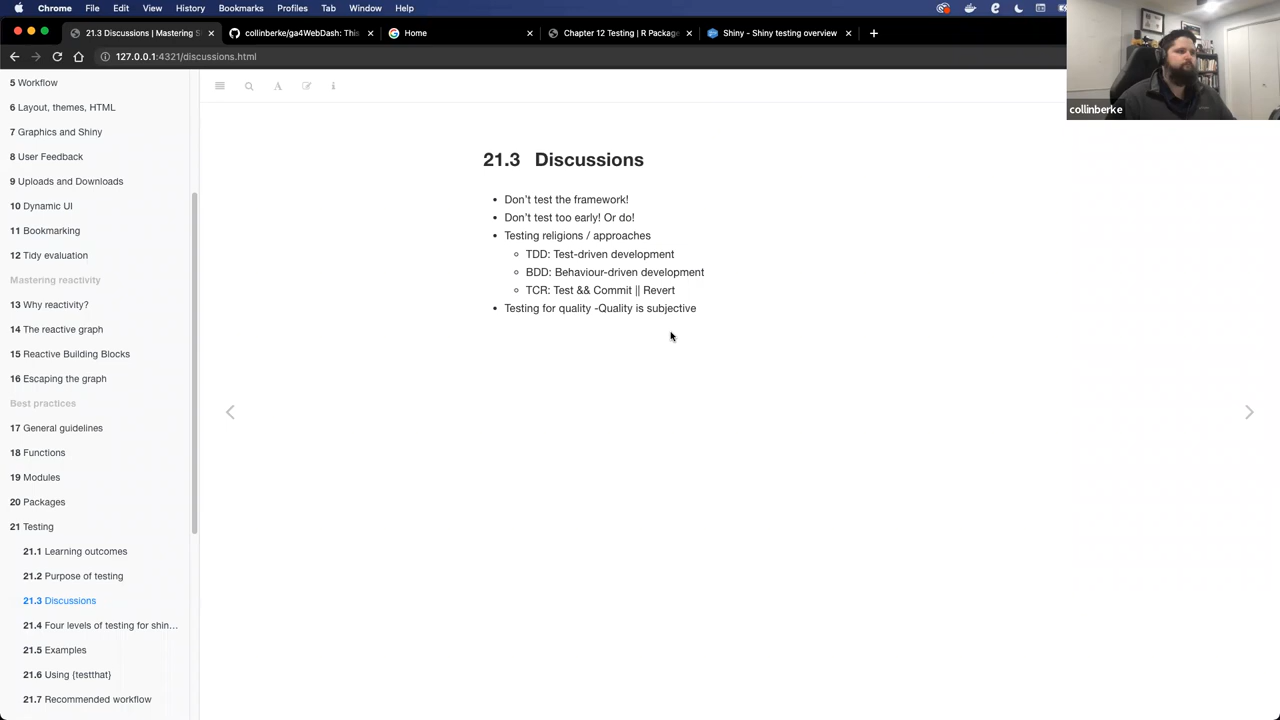 Chrome File Edit View History Bookmarks Profiles Tab Window Help
21.3 Discussions | Mastering S
collinberke/ga4WebDash: This
Home
Chapter 12 Testing | R Package
Shiny - Shiny testing overview
127.0.0.1:4321/discussions.html
collinberke
5 Workflow
6 Layout, themes, HTML
7 Graphics and Shiny
8 User Feedback
9 Uploads and Downloads
10 Dynamic UI
11 Bookmarking
12 Tidy evaluation
Mastering reactivity
13 Why reactivity?
14 The reactive graph
15 Reactive Building Blocks
16 Escaping the graph
Best practices
17 General guidelines
18 Functions
19 Modules
20 Packages
21 Testing
21.1 Learning outcomes
21.2 Purpose of testing
21.3 Discussions
21.4 Four levels of testing for shin...
21.5 Examples
21.6 Using {testthat}
21.7 Recommended workflow
21.3 Discussions
• Don't test the framework!
• Don't test too early! Or do!
• Testing religions / approaches
◦ TDD: Test-driven development
◦ BDD: Behaviour-driven development
◦ TCR: Test && Commit || Revert
• Testing for quality -Quality is subjective